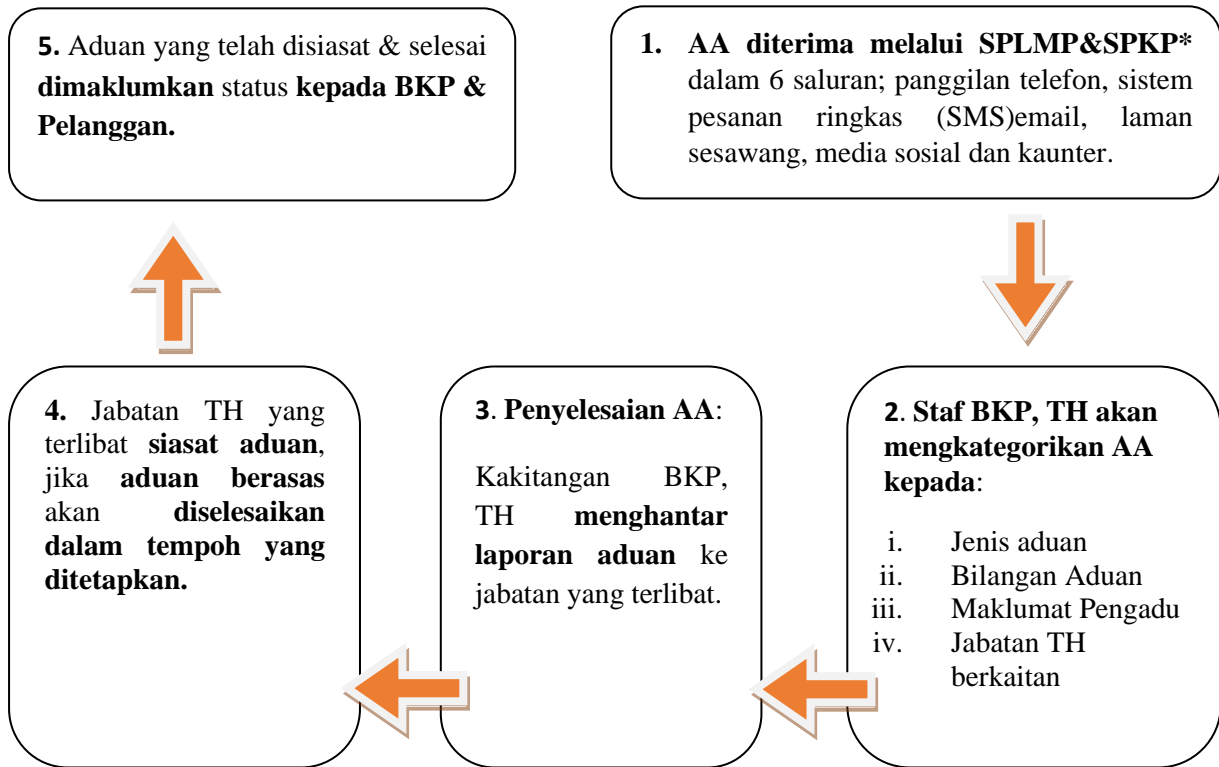 1. AA diterima melalui SPLMP&SPKP*
dalam 6 saluran; panggilan telefon, sistem
pesanan ringkas (SMS)email, laman
sesawang, media sosial dan kaunter.
2. Staf BKP, TH akan
mengkategorikan AA
kepada:
i. Jenis aduan
ii. Bilangan Aduan
iii. Maklumat Pengadu
iv. Jabatan TH
berkaitan
3. Penyelesaian AA:
Kakitangan BKP,
TH menghantar
laporan aduan ke
jabatan yang terlibat.
4. Jabatan TH yang
terlibat siasat aduan,
jika aduan berasas
akan diselesaikan
dalam tempoh yang
ditetapkan.
5. Aduan yang telah disiasat & selesai
dimaklumkan status kepada BKP &
Pelanggan.